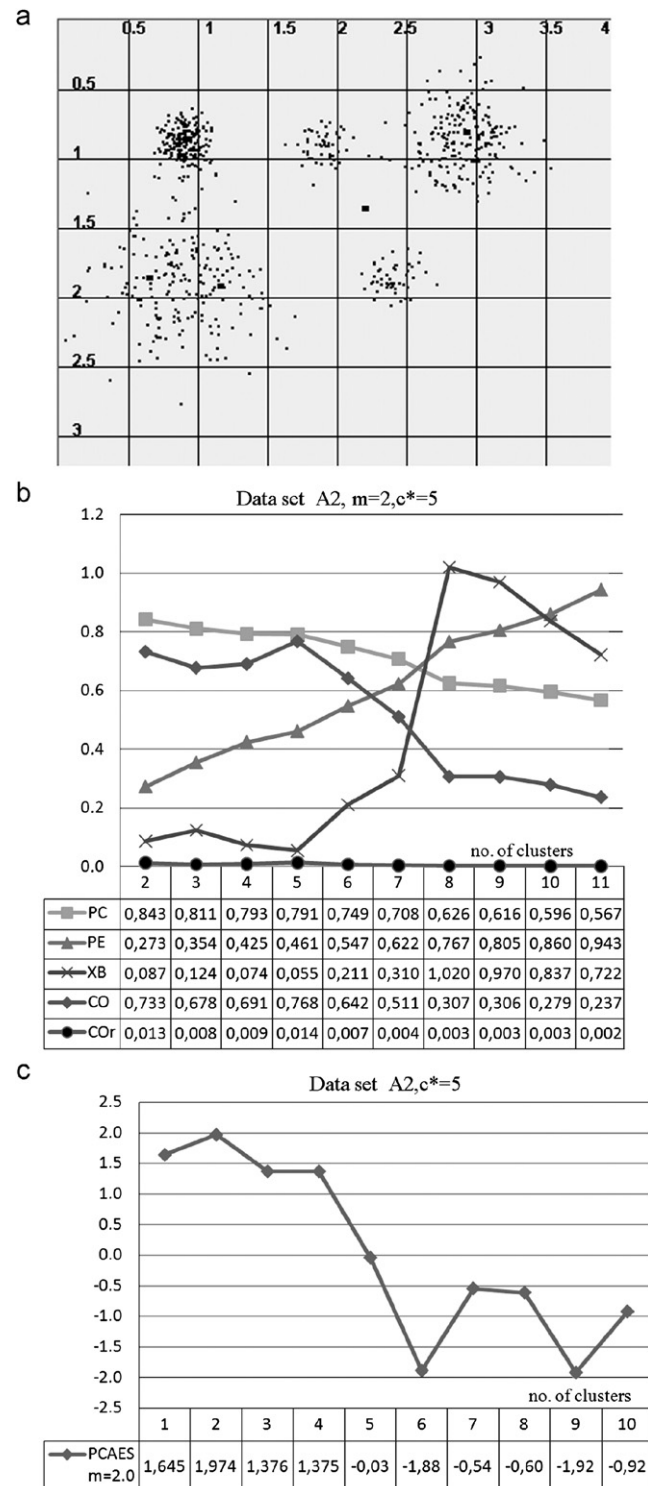 a
0.5 1 1.5 2 2.5 3 3.5 4
0.5
1
1.5
2
2.5
3
b
Data set A2, m=2,c*=5
1.2
1.0
0.8
0.6
0.4
0.2
0.0
no. of clusters
2 3 4 5 6 7 8 9 10 11
PC 0,843 0,811 0,793 0,791 0,749 0,708 0,626 0,616 0,596 0,567
PE 0,273 0,354 0,425 0,461 0,547 0,622 0,767 0,805 0,860 0,943
XB 0,087 0,124 0,074 0,055 0,211 0,310 1,020 0,970 0,837 0,722
CO 0,733 0,678 0,691 0,768 0,642 0,511 0,307 0,306 0,279 0,237
COr 0,013 0,008 0,009 0,014 0,007 0,004 0,003 0,003 0,003 0,002
c
Data set A2,c*=5
2.5
2.0
1.5
1.0
0.5
0.0
-0.5
-1.0
-1.5
-2.0
-2.5
no. of clusters
1 2 3 4 5 6 7 8 9 10
PCAES
m=2.0 1,645 1,974 1,376 1,375 -0,03 -1,88 -0,54 -0,60 -1,92 -0,92